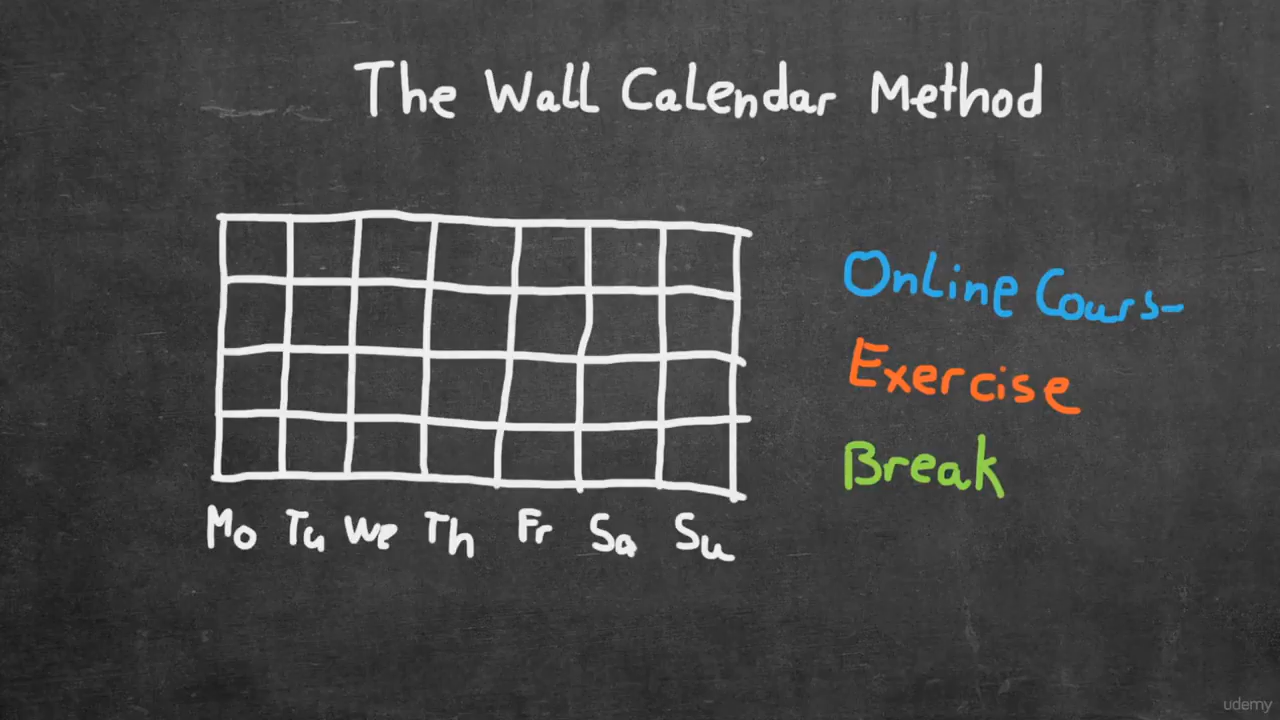 The Wall Calendar Method
Online Cours-
Exercise
Break
Mo Tu We Th Fr Sa Su
udemy